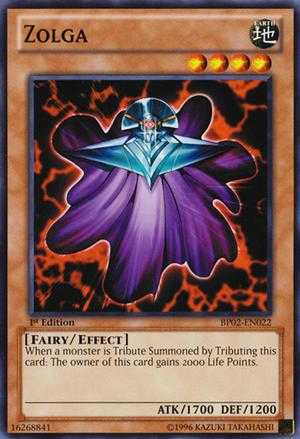 ZOLGA
EARTH
地
1st Edition
BP02-EN022
[FAIRY/EFFECT]
When a monster is Tribute Summoned by Tributing this
card: The owner of this card gains 2000 Life Points.
ATK/1700 DEF/1200
16268841
©1996 KAZUKI TAKAHASHI